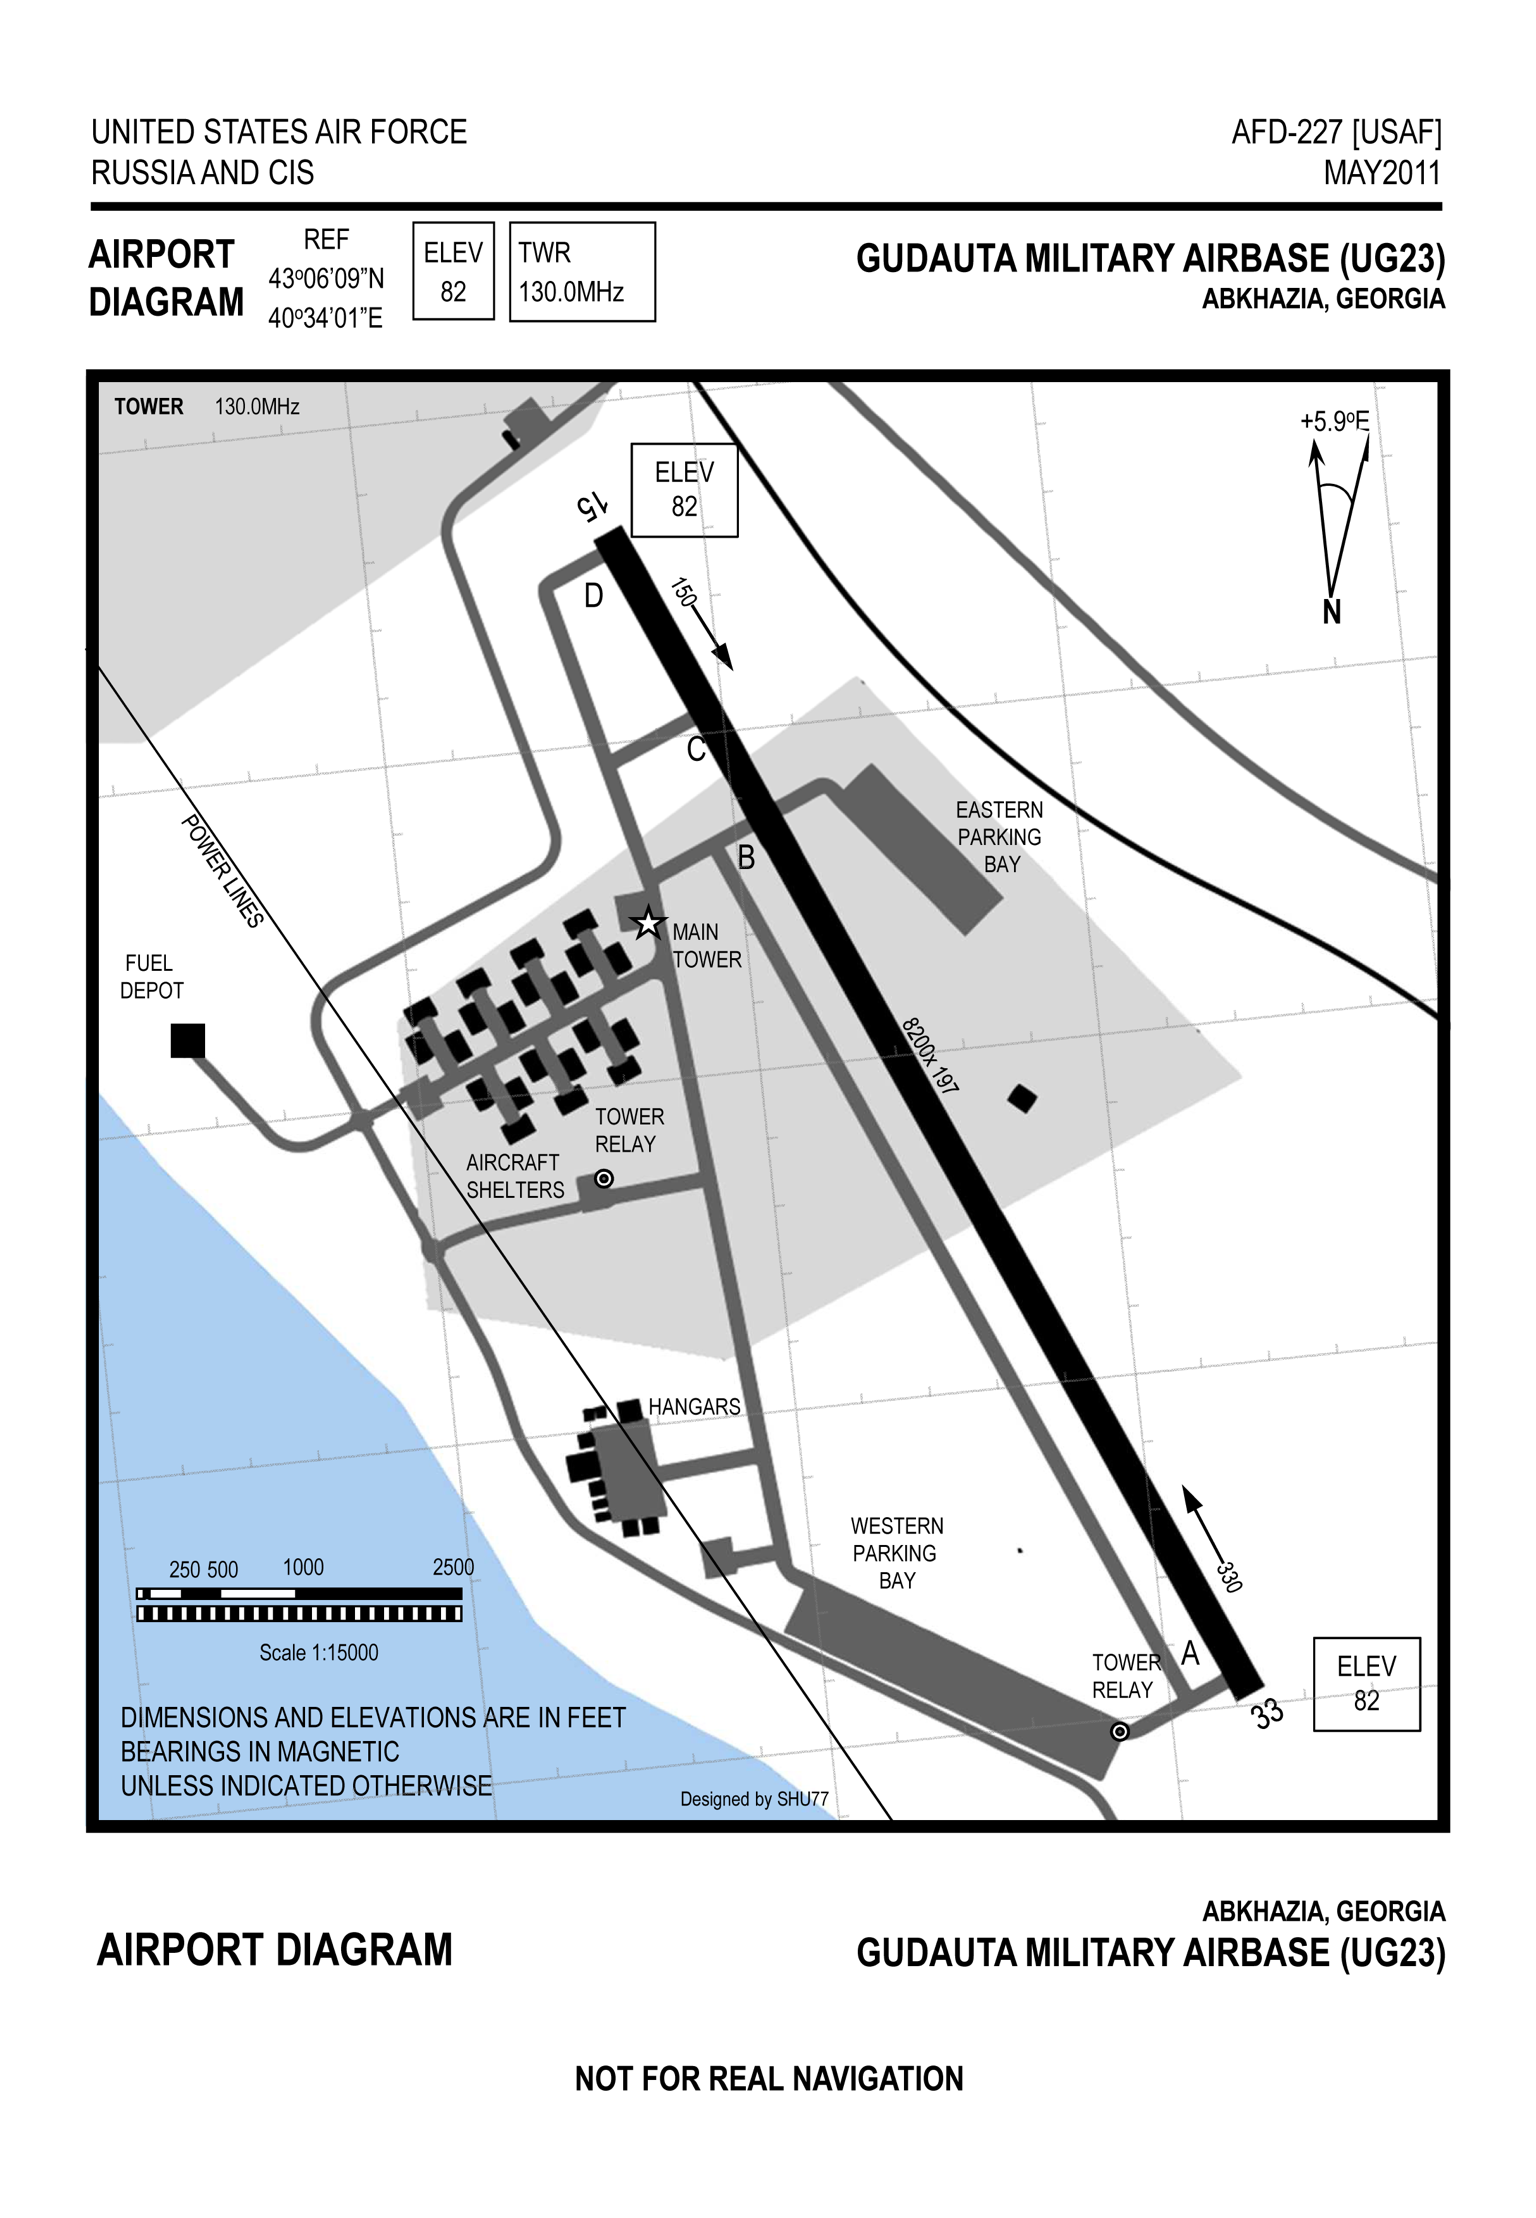 UNITED STATES AIR FORCE
RUSSIA AND CIS
AFD-227 [USAF]
MAY2011
AIRPORT
DIAGRAM
REF
43º06'09"N
40º34'01"E
ELEV
82
TWR
130.0MHz
GUDAUTA MILITARY AIRBASE (UG23)
ABKHAZIA, GEORGIA
TOWER 130.0MHz
+5.9ºE
N
15
ELEV
82
150
D
C
B
EASTERN
PARKING
BAY
POWER LINES
MAIN
TOWER
FUEL
DEPOT
8200x 197
TOWER
RELAY
AIRCRAFT
SHELTERS
HANGARS
WESTERN
PARKING
BAY
330
A
TOWER
RELAY
33
ELEV
82
250 500 1000 2500
Scale 1:15000
DIMENSIONS AND ELEVATIONS ARE IN FEET
BEARINGS IN MAGNETIC
UNLESS INDICATED OTHERWISE
Designed by SHU77
AIRPORT DIAGRAM
ABKHAZIA, GEORGIA
GUDAUTA MILITARY AIRBASE (UG23)
NOT FOR REAL NAVIGATION